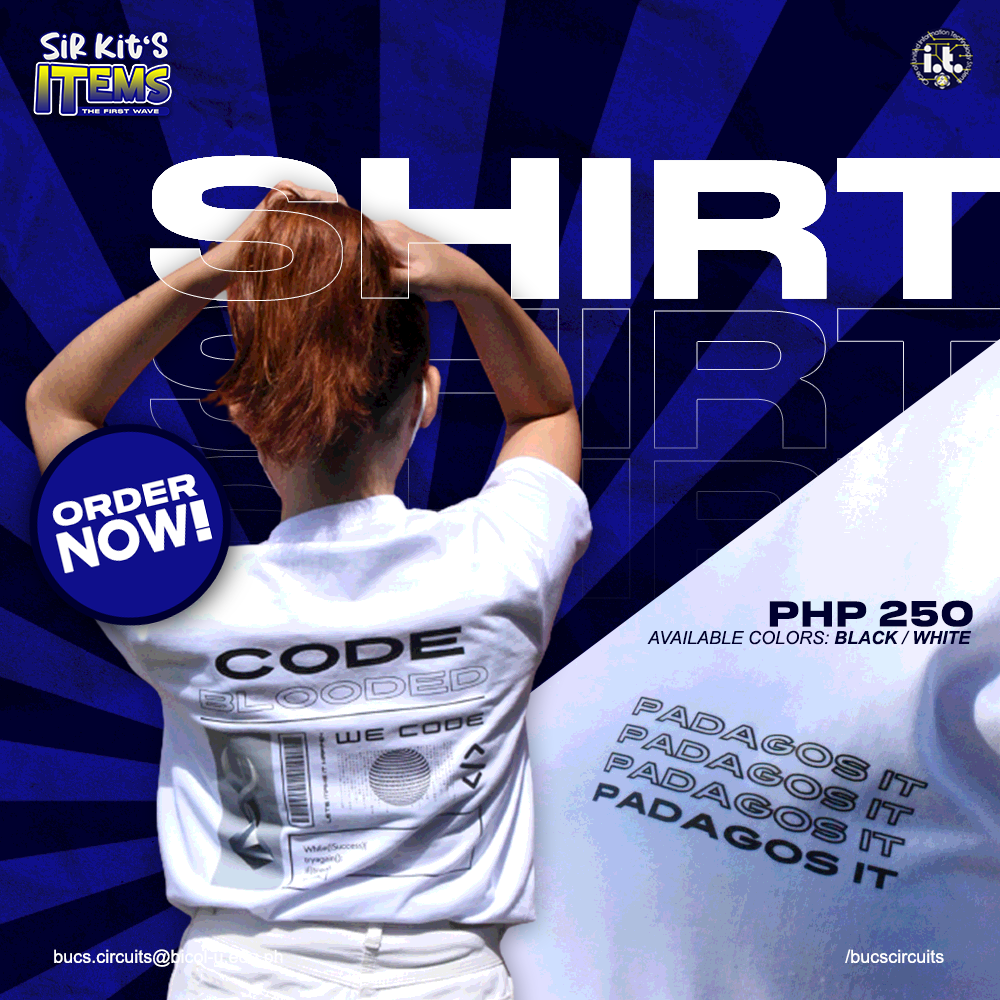 SiR Kit's
ITEMS
THE FIRST WAVE
i.t.
SHIRT
SHIRT
SHIRT
ORDER
NOW!
PHP 250
AVAILABLE COLORS: BLACK / WHITE
CODE
BLOODED
WE CODE
</>
While(!Success){
tryagain();
PADAGOS IT
PADAGOS IT
PADAGOS IT
PADAGOS IT
bucs.circuits@bicol-u.edu.ph
/bucscircuits